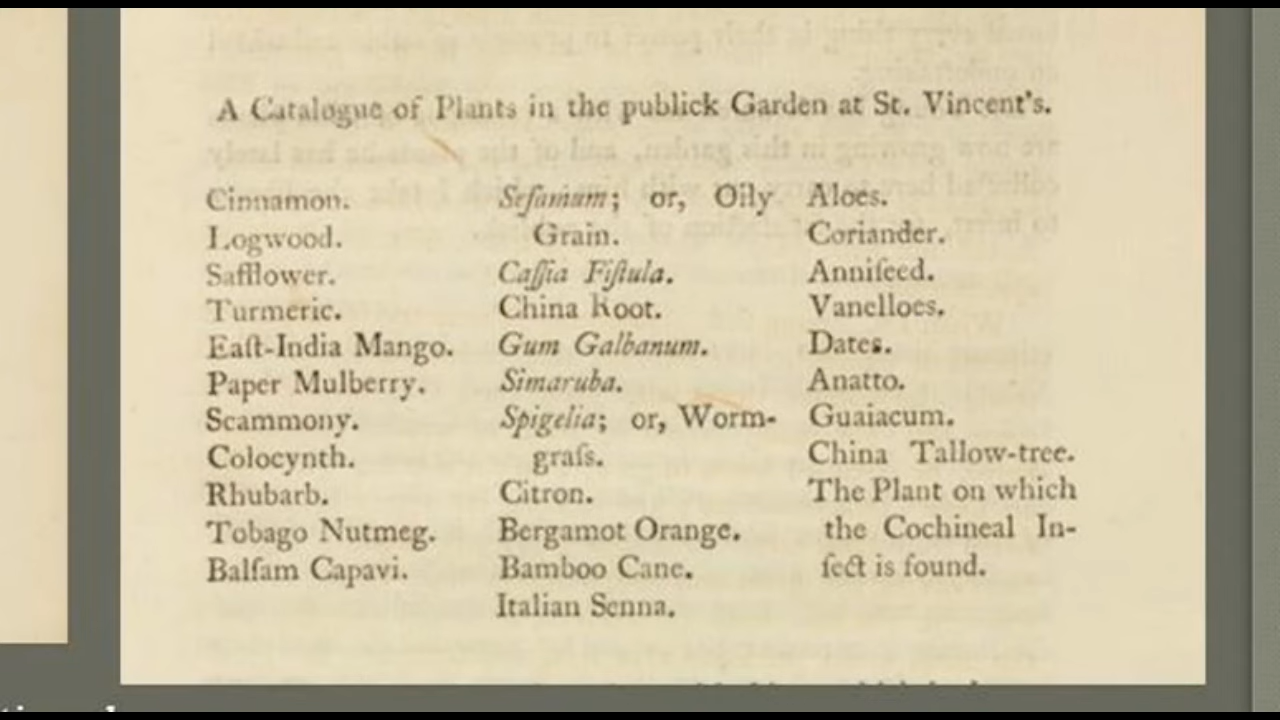 A Catalogue of Plants in the publick Garden at St. Vincent's.
Cinnamon.
Logwood.
Safflower.
Turmeric.
Eaſt-India Mango.
Paper Mulberry.
Scammony.
Colocynth.
Rhubarb.
Tobago Nutmeg.
Balſam Capavi.
Seſamum; or, Oily
Grain.
Caſſia Fiſtula.
China Root.
Gum Galbanum.
Simaruba.
Spigelia; or, Worm-
graſs.
Citron.
Bergamot Orange.
Bamboo Cane.
Italian Senna.
Aloes.
Coriander.
Anniſeed.
Vanelloes.
Dates.
Anatto.
Guaiacum.
China Tallow-tree.
The Plant on which
the Cochineal In-
ſect is found.